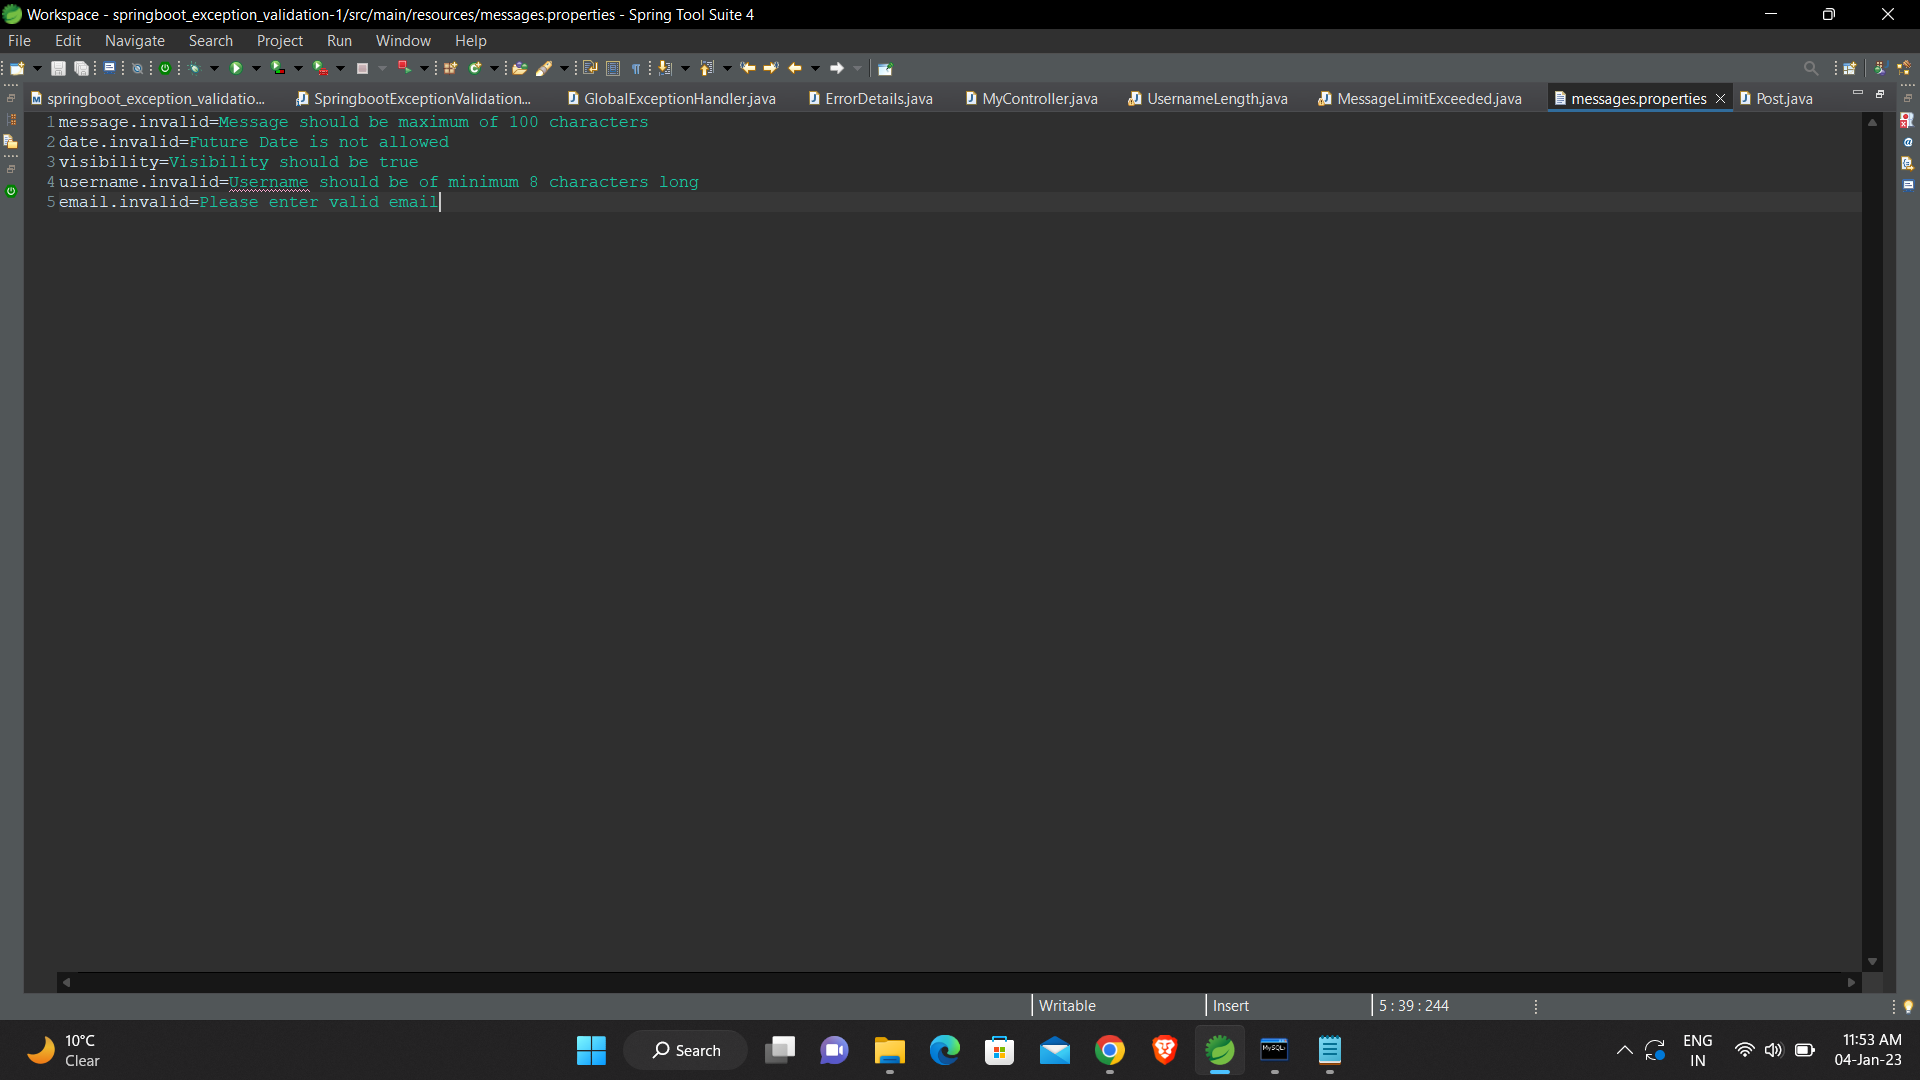 Workspace - springboot_exception_validation-1/src/main/resources/messages.properties - Spring Tool Suite 4
File Edit Navigate Search Project Run Window Help
springboot_exception_validatio... SpringbootExceptionValidation... GlobalExceptionHandler.java ErrorDetails.java MyController.java UsernameLength.java MessageLimitExceeded.java messages.properties Post.java
1 message.invalid=Message should be maximum of 100 characters
2 date.invalid=Future Date is not allowed
3 visibility=Visibility should be true
4 username.invalid=Username should be of minimum 8 characters long
5 email.invalid=Please enter valid email
Writable Insert 5 : 39 : 244
10°C
Clear
Search
MySQL
ENG
IN
11:53 AM
04-Jan-23